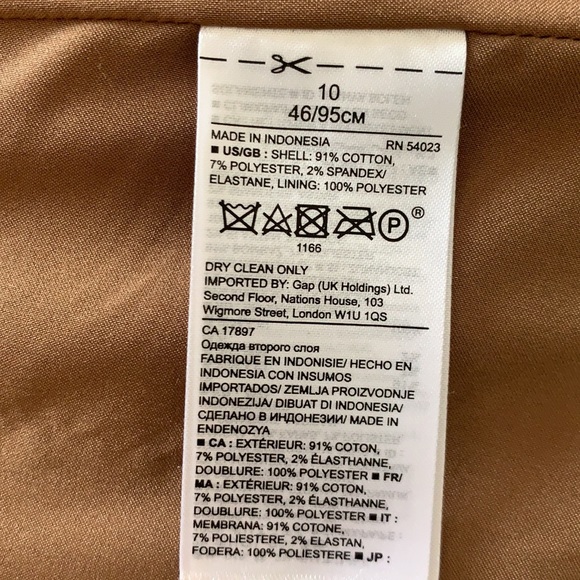 10
46/95см
MADE IN INDONESIA RN 54023
■ US/GB : SHELL: 91% COTTON,
7% POLYESTER, 2% SPANDEX/
ELASTANE, LINING: 100% POLYESTER
P ®
1166
DRY CLEAN ONLY
IMPORTED BY: Gap (UK Holdings) Ltd.
Second Floor, Nations House, 103
Wigmore Street, London W1U 1QS
CA 17897
Одежда второго слоя
FABRIQUE EN INDONISIE/ HECHO EN
INDONESIA CON INSUMOS
IMPORTADOS/ ZEMLJA PROIZVODNJE
INDONEZIJA/ DIBUAT DI INDONESIA/
СДЕЛАНО В ИНДОНЕЗИИ/ MADE IN
ENDENOZYA
■ CA : EXTÉRIEUR: 91% COTON,
7% POLYESTER, 2% ÉLASTHANNE,
DOUBLURE: 100% POLYESTER ■ FR/
MA : EXTÉRIEUR: 91% COTON,
7% POLYESTER, 2% ÉLASTHANNE,
DOUBLURE: 100% POLYESTER ■ IT :
MEMBRANA: 91% COTONE,
7% POLIESTERE, 2% ELASTAN,
FODERA: 100% POLIESTERE ■ JP :